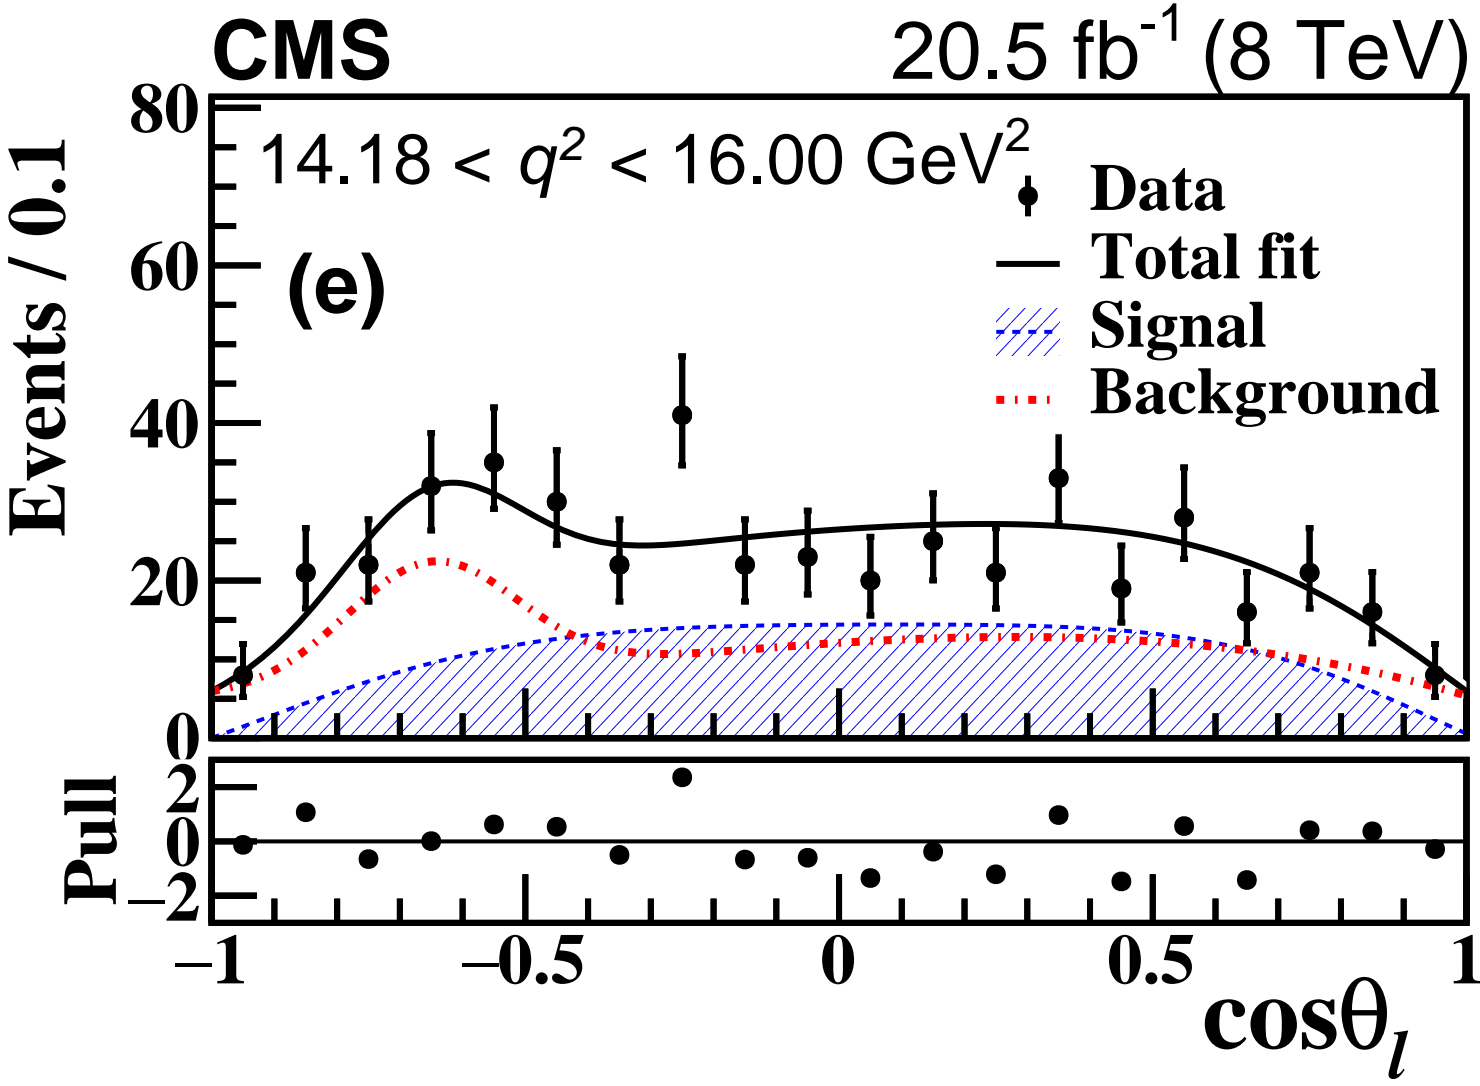 CMS 20.5 fb⁻¹ (8 TeV)
80
14.18 < q² < 16.00 GeV²
Data
60
Total fit
(e)
Signal
Background
40
20
0
Events / 0.1
2
0
−2
Pull
−1 −0.5 0 0.5 1
cosθₗ